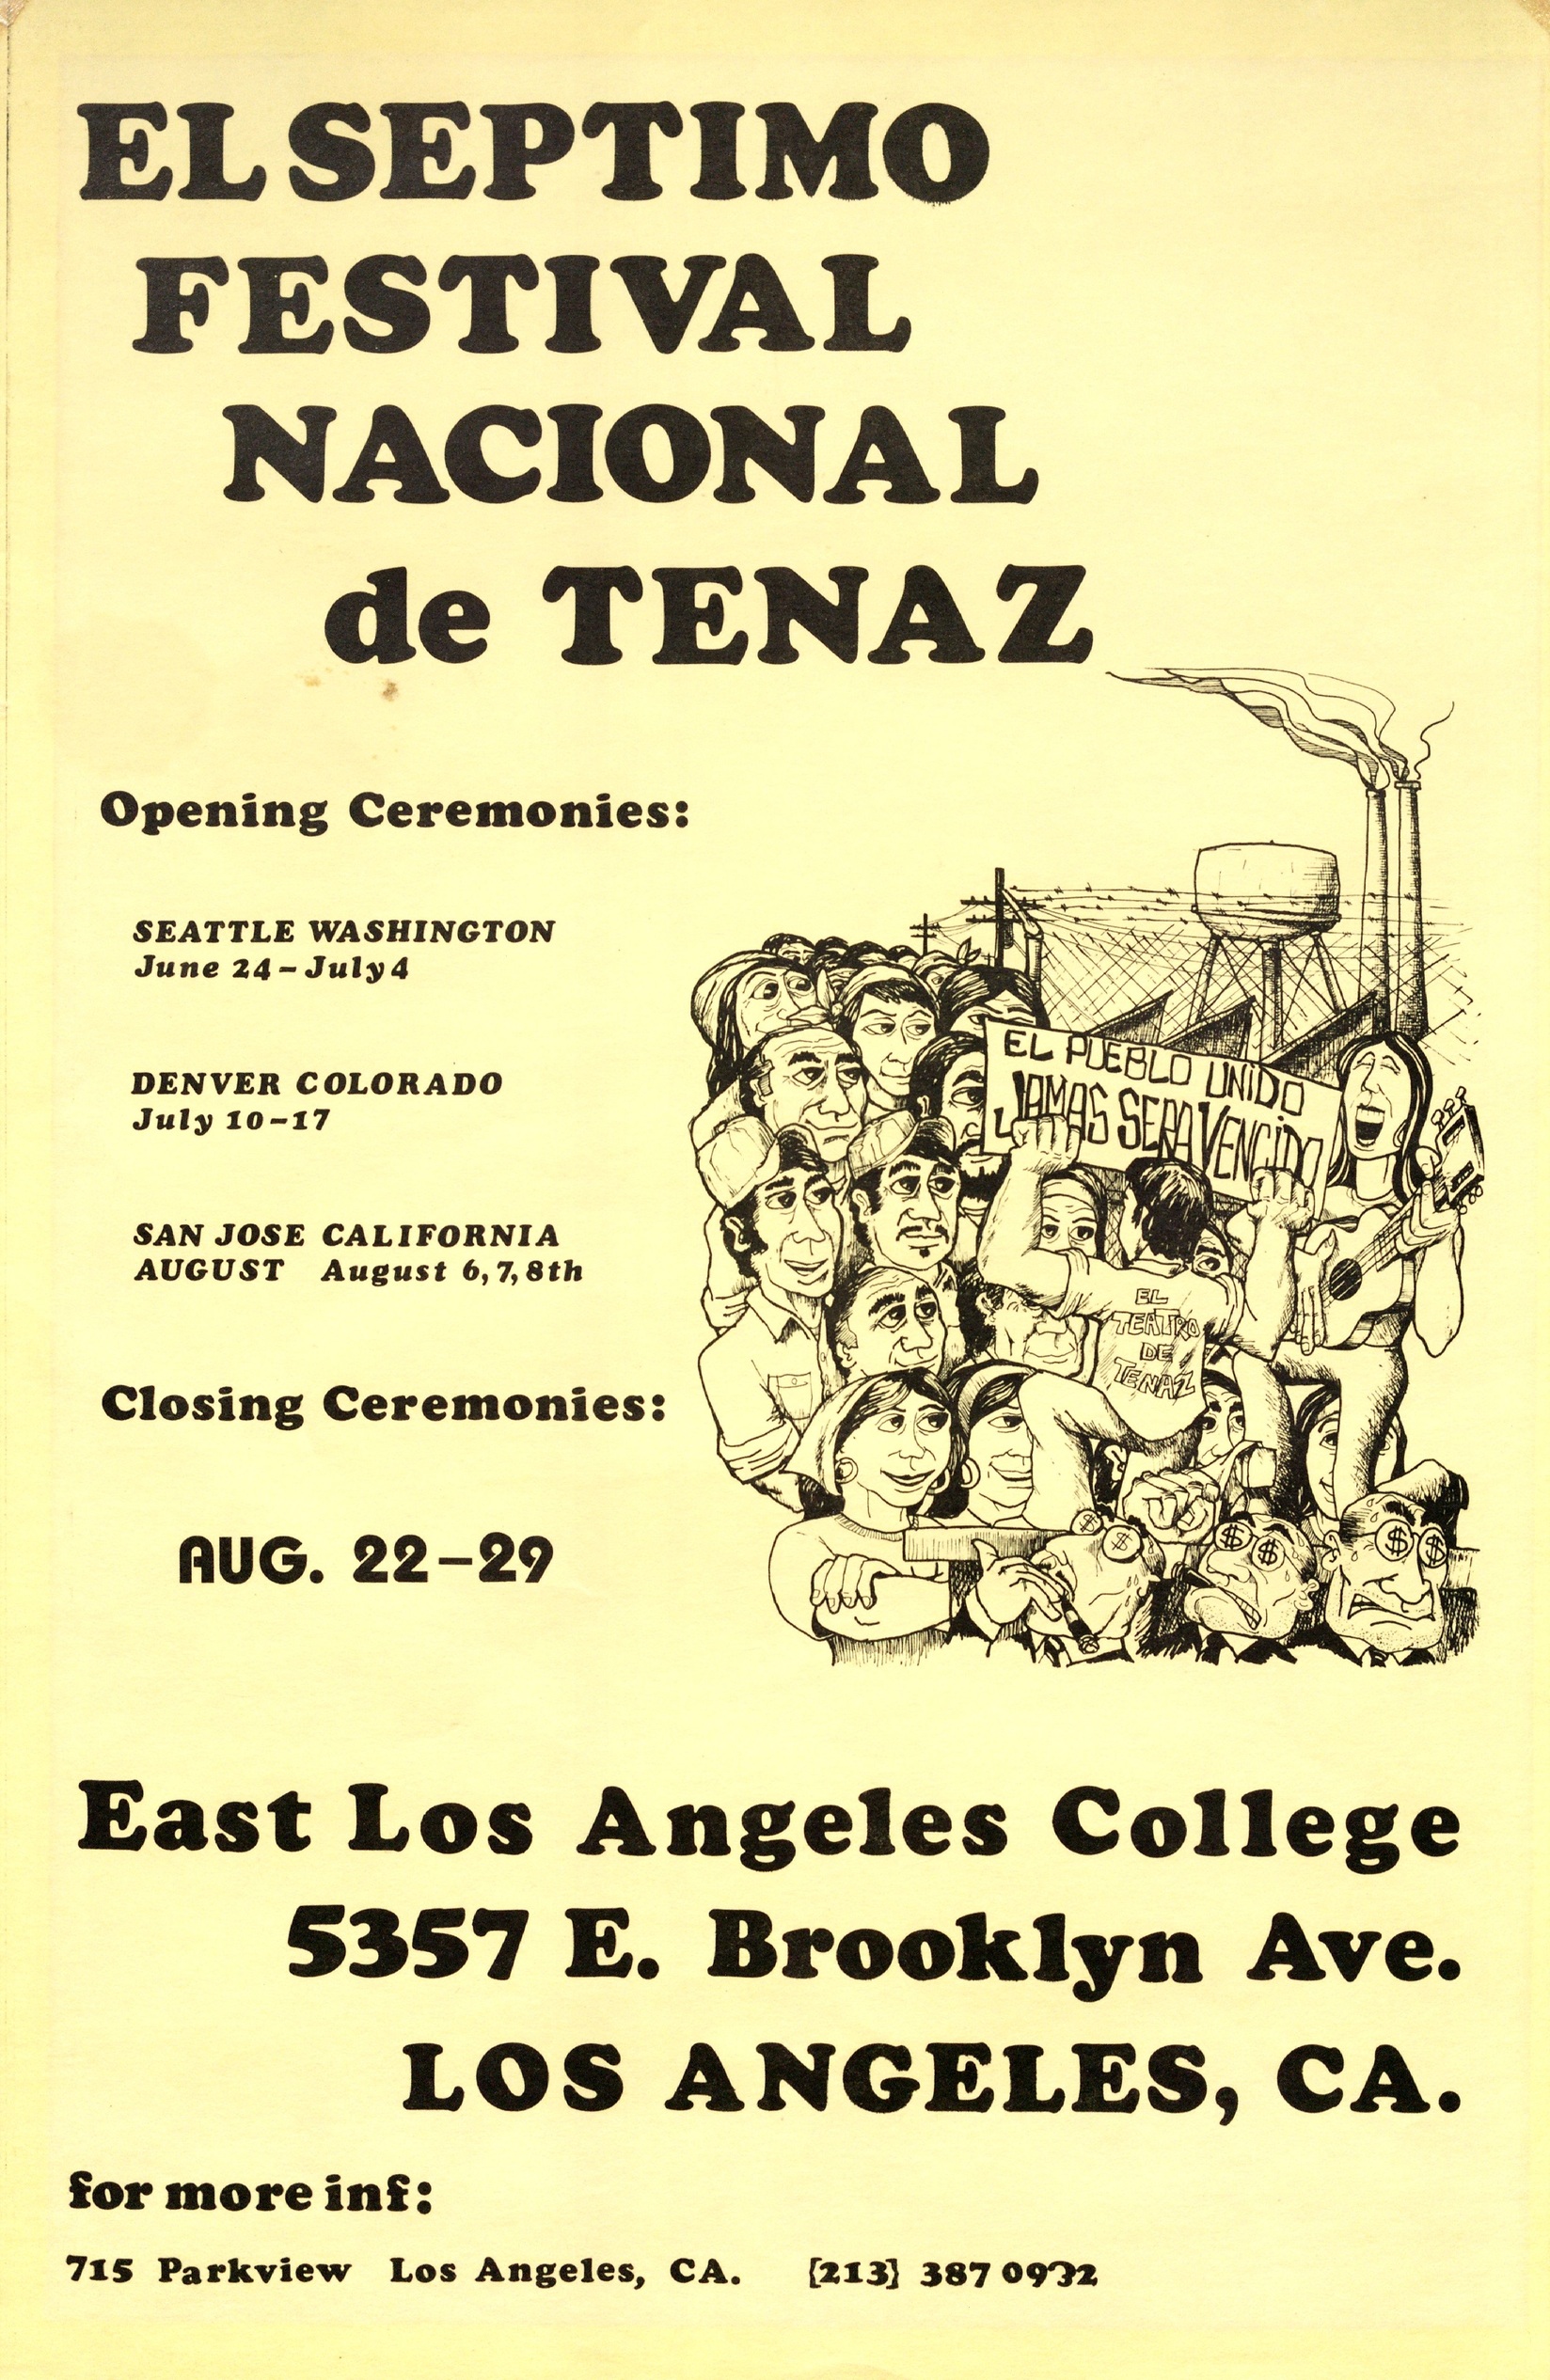 EL SEPTIMO
FESTIVAL
NACIONAL
de TENAZ
Opening Ceremonies:
SEATTLE WASHINGTON
June 24-July 4
DENVER COLORADO
July 10-17
SAN JOSE CALIFORNIA
AUGUST August 6, 7, 8th
EL PUEBLO UNIDO
JAMAS SERA VENCIDO
EL
TEATRO
DE
TENAZ
Closing Ceremonies:
AUG. 22-29
$ $
$ $
$ $
East Los Angeles College
5357 E. Brooklyn Ave.
LOS ANGELES, CA.
for more inf:
715 Parkview Los Angeles, CA. [213] 387